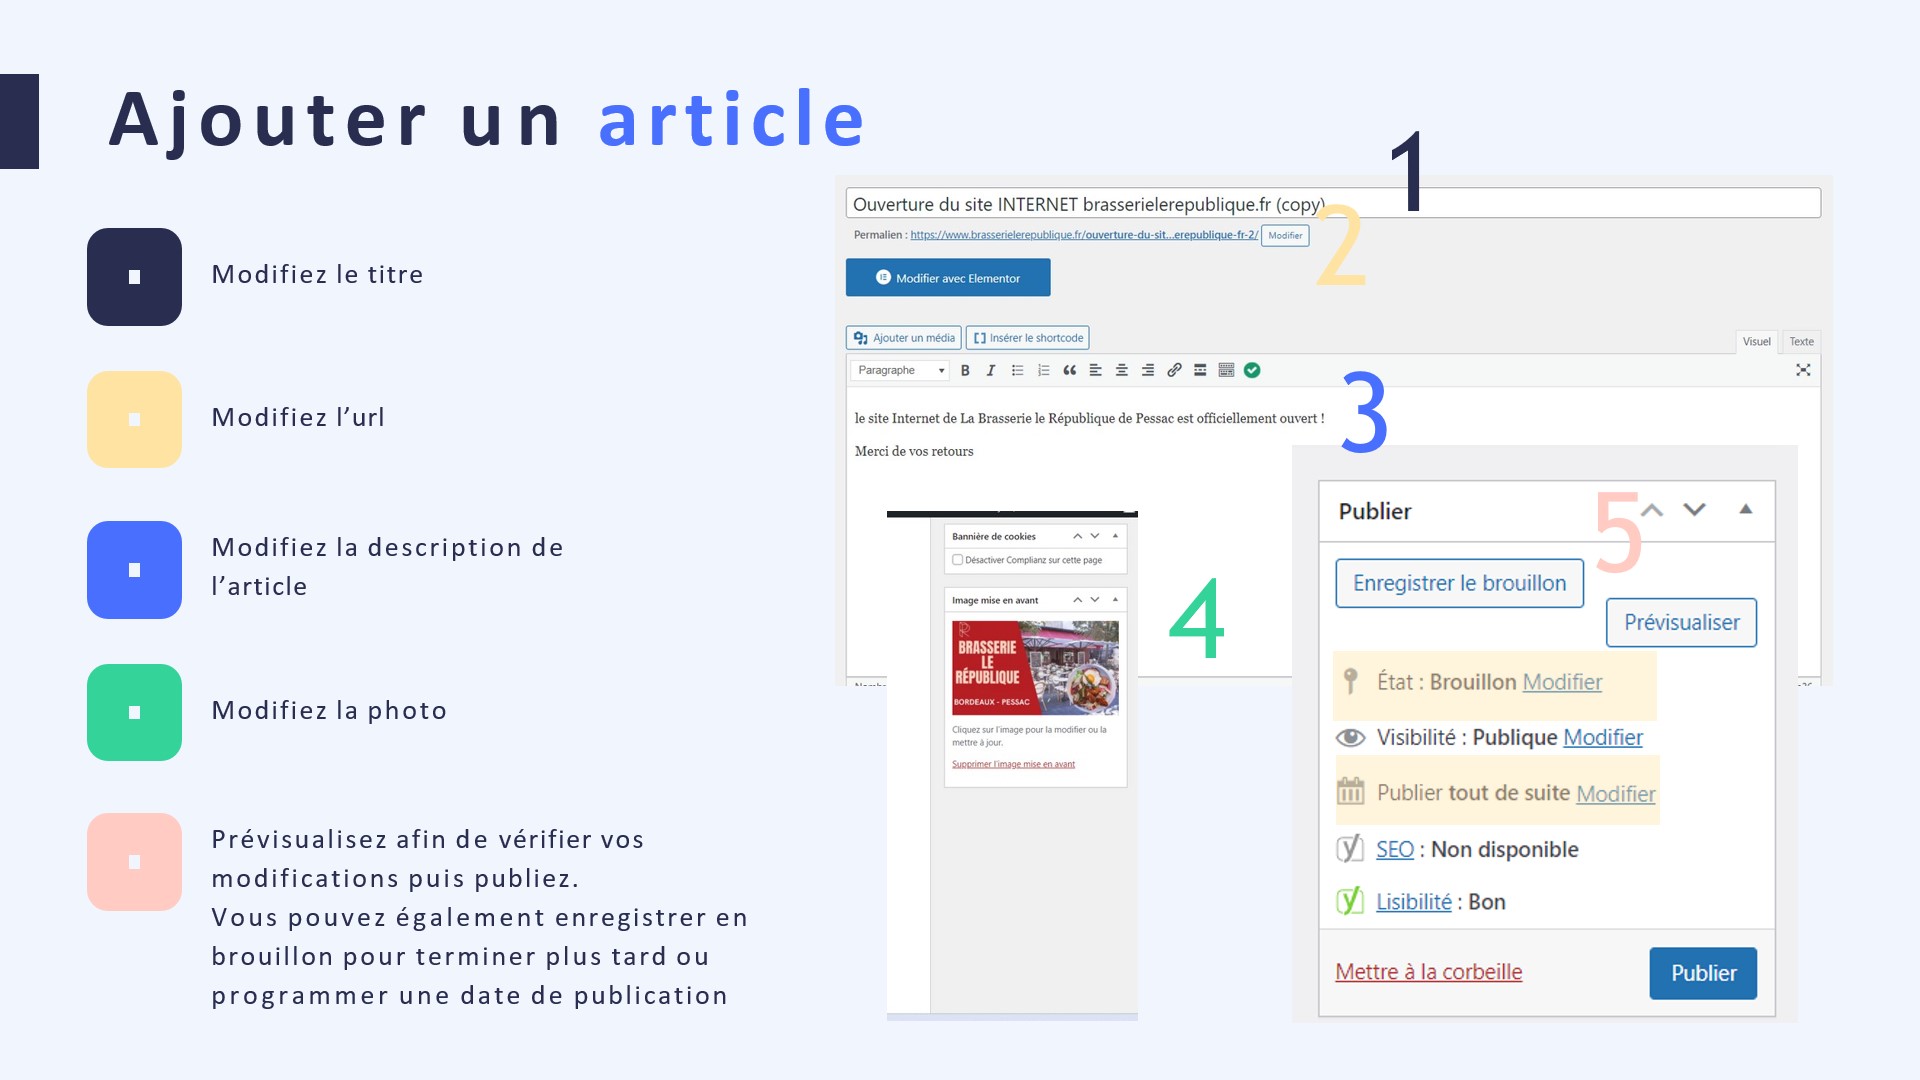 Ajouter un article
Modifiez le titre
Modifiez l’url
Modifiez la description de
l’article
Modifiez la photo
Prévisualisez afin de vérifier vos
modifications puis publiez.
Vous pouvez également enregistrer en
brouillon pour terminer plus tard ou
programmer une date de publication
1
Ouverture du site INTERNET brasserielerepublique.fr (copy)
2
Permalien : https://www.brasserielerepublique.fr/ouverture-du-sit...erepublique-fr-2/ Modifier
Modifier avec Elementor
Ajouter un média
Insérer le shortcode
Visuel
Texte
Paragraphe
3
le site Internet de La Brasserie le République de Pessac est officiellement ouvert !
Merci de vos retours
4
Bannière de cookies
Désactiver Complianz sur cette page
Image mise en avant
BRASSERIE
LE
RÉPUBLIQUE
BORDEAUX - PESSAC
Cliquez sur l’image pour la modifier ou la
mettre à jour.
Supprimer l’image mise en avant
5
Publier
Enregistrer le brouillon
Prévisualiser
État : Brouillon Modifier
Visibilité : Publique Modifier
Publier tout de suite Modifier
SEO : Non disponible
Lisibilité : Bon
Mettre à la corbeille
Publier